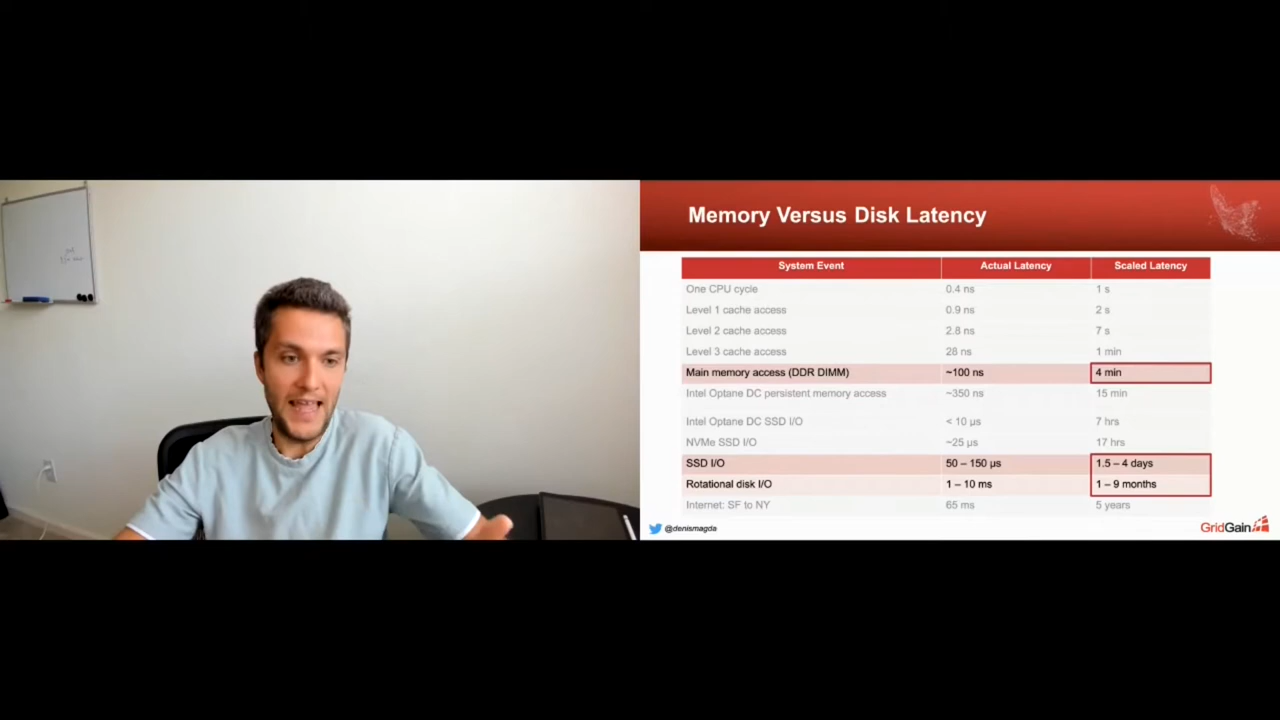 Memory Versus Disk Latency
System Event Actual Latency Scaled Latency
One CPU cycle 0.4 ns 1 s
Level 1 cache access 0.9 ns 2 s
Level 2 cache access 2.8 ns 7 s
Level 3 cache access 28 ns 1 min
Main memory access (DDR DIMM) ~100 ns 4 min
Intel Optane DC persistent memory access ~350 ns 15 min
Intel Optane DC SSD I/O < 10 µs 7 hrs
NVMe SSD I/O ~25 µs 17 hrs
SSD I/O 50 – 150 µs 1.5 – 4 days
Rotational disk I/O 1 – 10 ms 1 – 9 months
Internet: SF to NY 65 ms 5 years
@denismagda GridGain